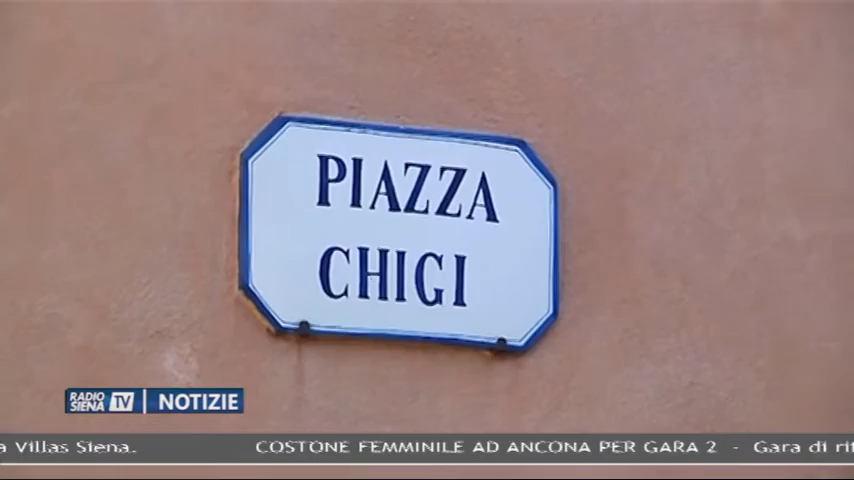 PIAZZA
CHIGI
RADIO SIENA TV | NOTIZIE
a Villas Siena. COSTONE FEMMINILE AD ANCONA PER GARA 2 - Gara di